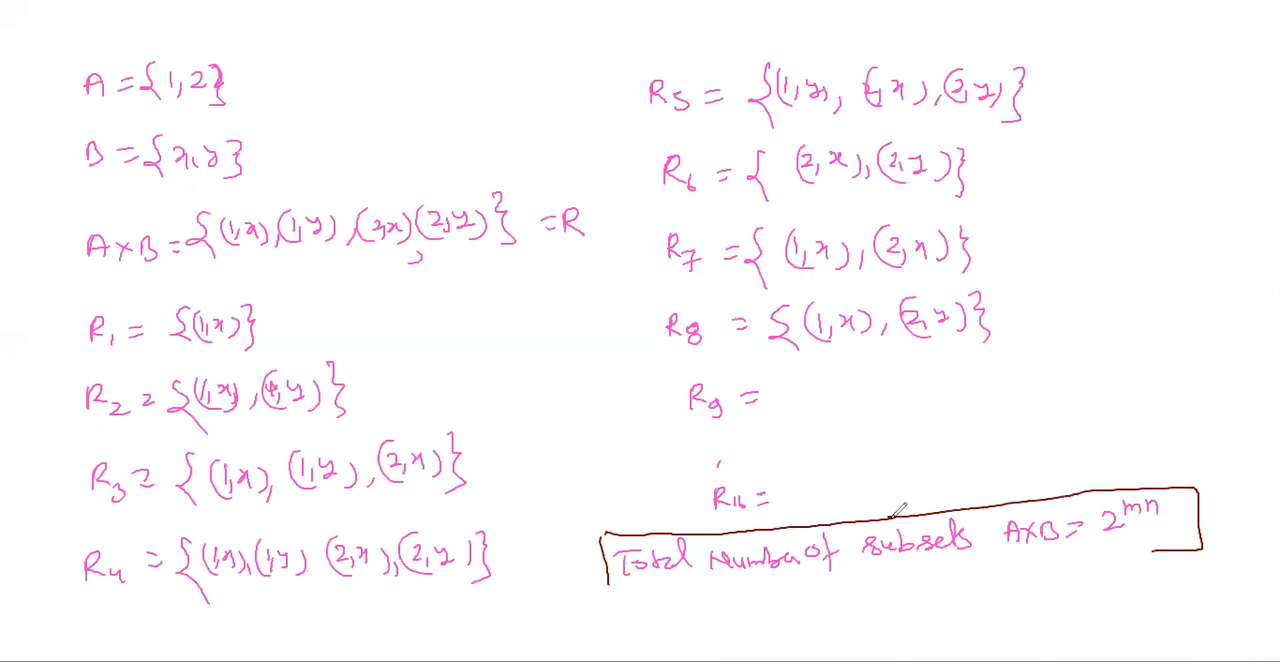 A = {1,2}
B = {x,y}
A×B = {(1,x),(1,y),(2,x),(2,y)} = R
R₁ = {(1,x)}
R₂ = {(1,x),(1,y)}
R₃ = {(1,x),(1,y),(2,x)}
R₄ = {(1,x),(1,y) (2,x),(2,y)}
R₅ = {(1,y),(2,x),(2,y)}
R₆ = { (2,x),(2,y)}
R₇ = { (1,x),(2,x)}
R₈ = {(1,x),(2,y)}
R₉ =
R₁₆ =
Total Number of subsets A×B = 2ᵐⁿ